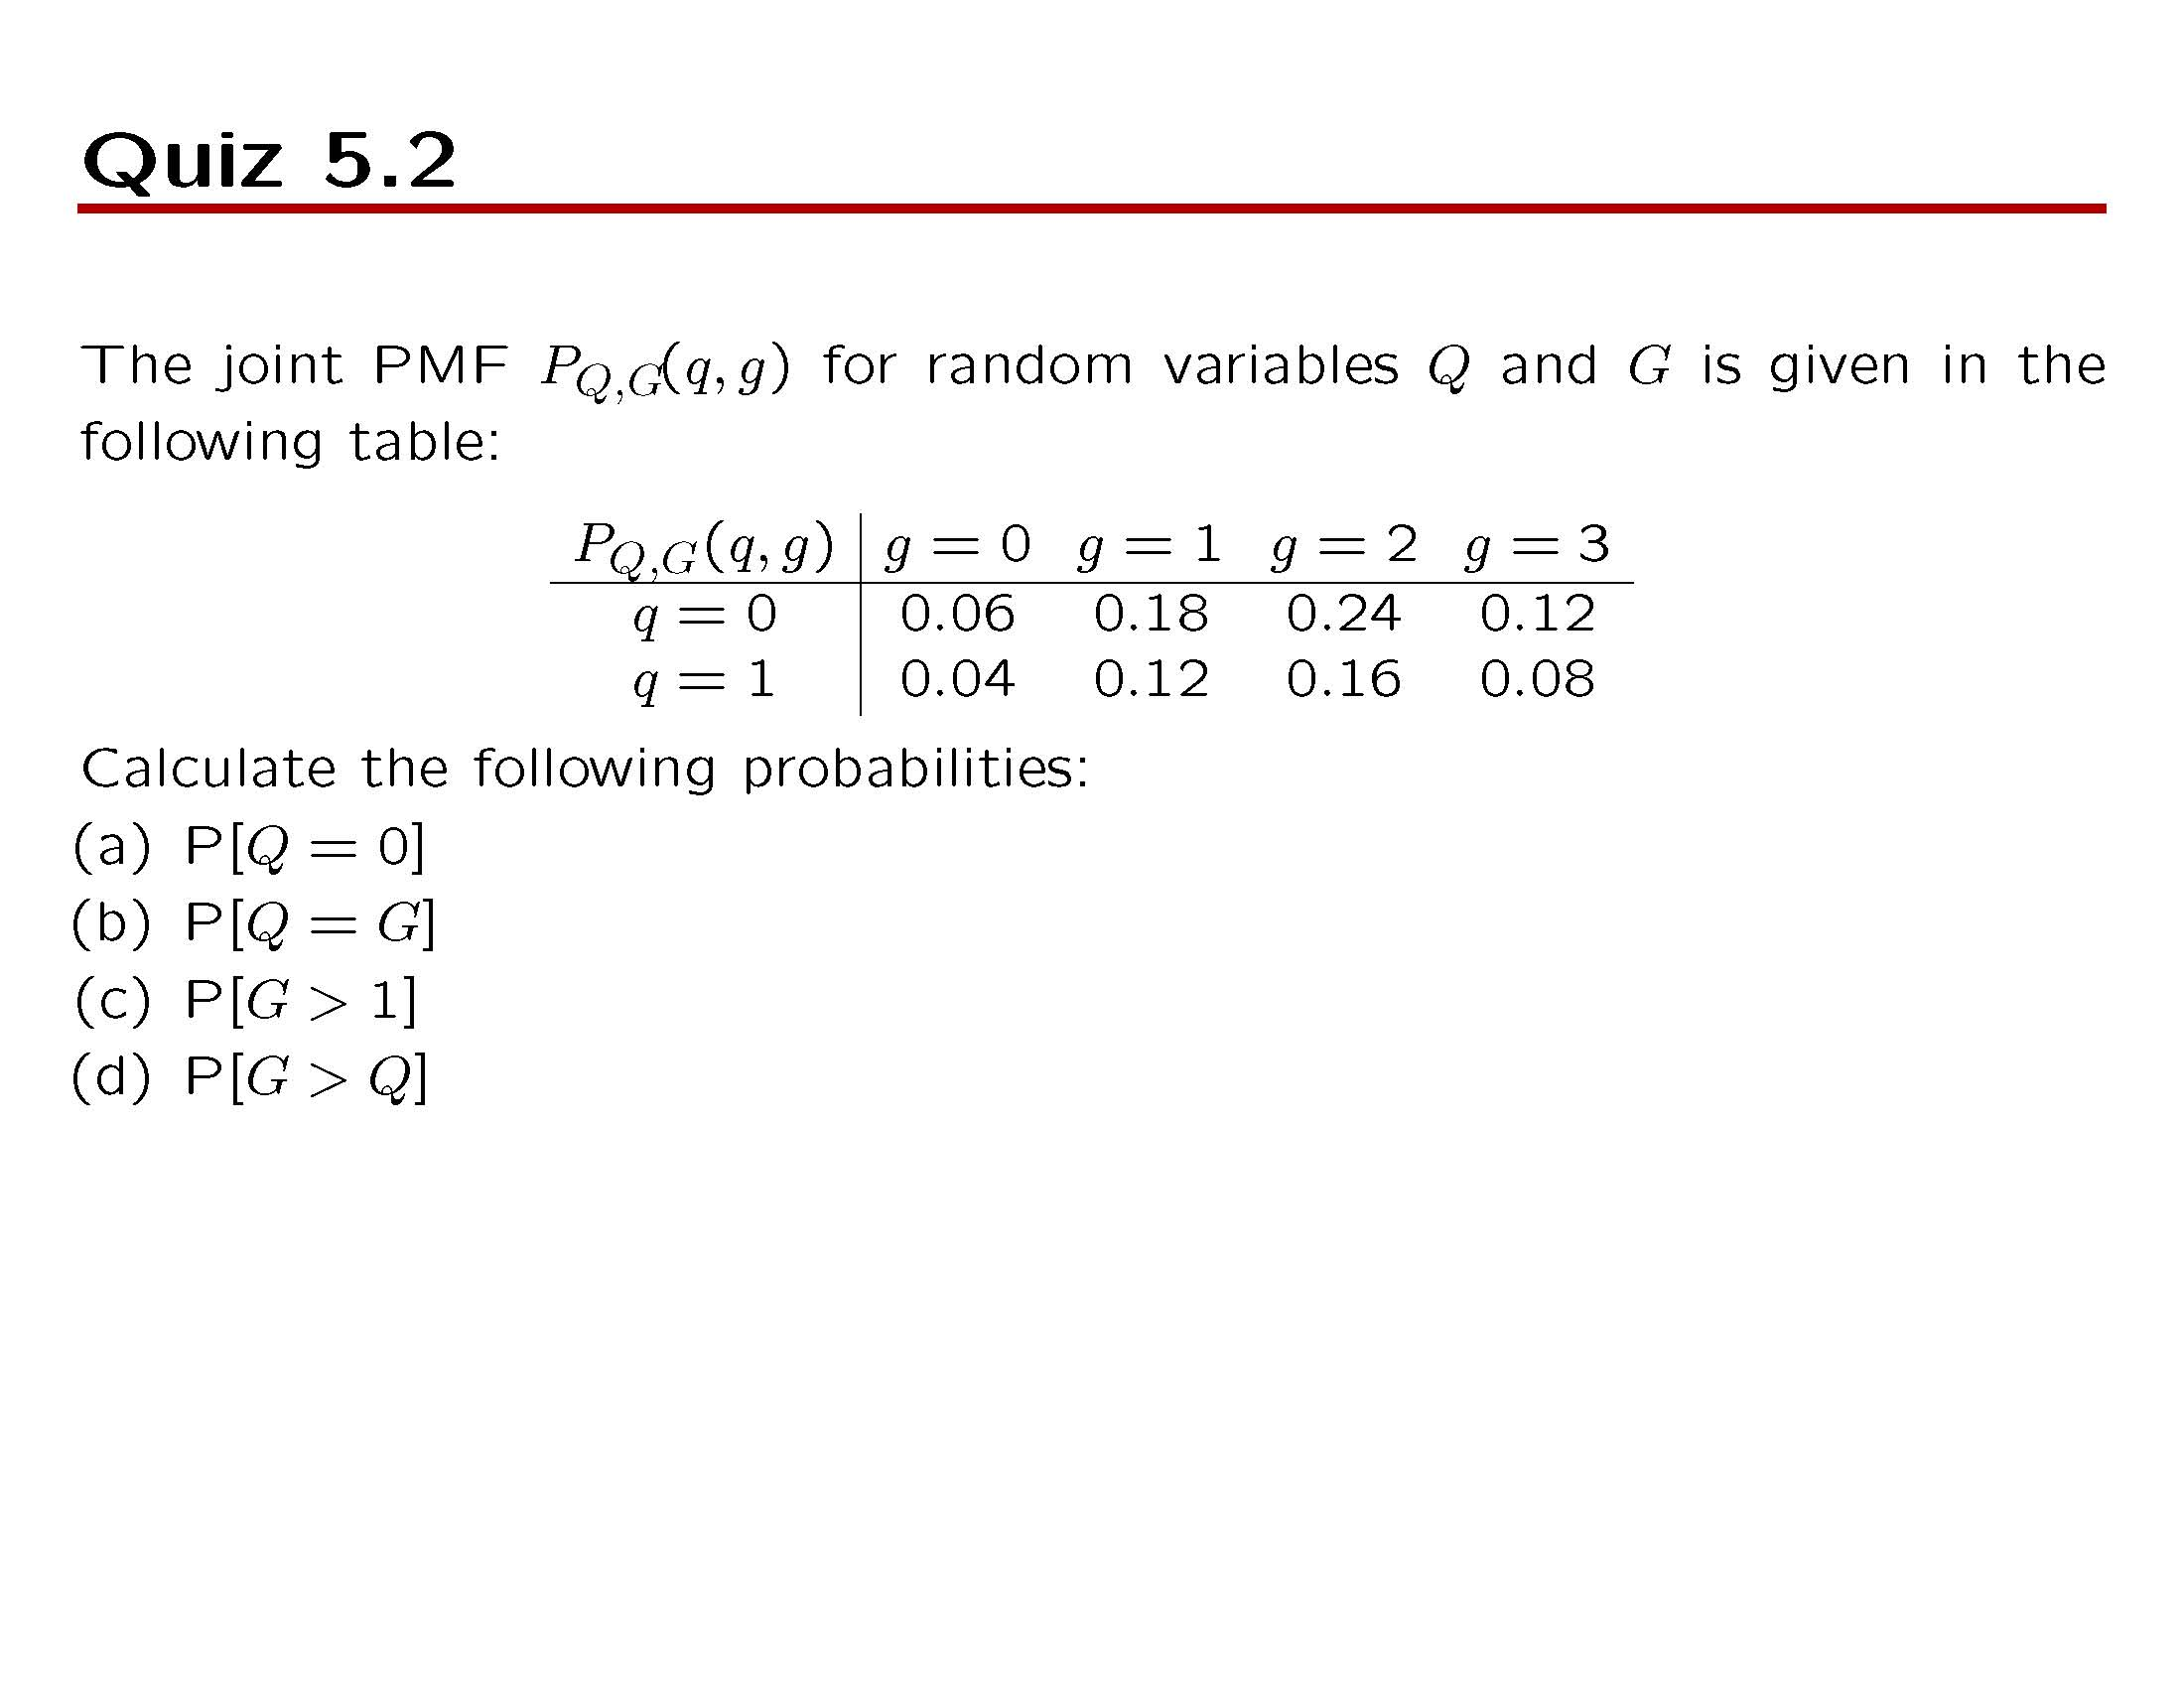 Quiz 5.2
The joint PMF P_{Q,G}(q, g) for random variables Q and G is given in the
following table:
P_{Q,G}(q, g) g = 0 g = 1 g = 2 g = 3
q = 0 0.06 0.18 0.24 0.12
q = 1 0.04 0.12 0.16 0.08
Calculate the following probabilities:
(a) P[Q = 0]
(b) P[Q = G]
(c) P[G > 1]
(d) P[G > Q]